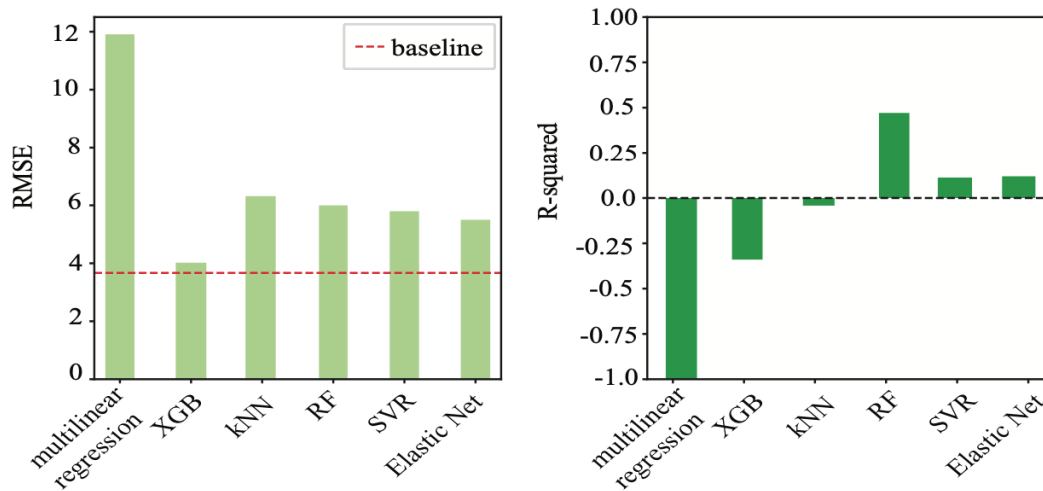 12
10
8
6
4
2
0
RMSE
baseline
multilinear
regression
XGB
kNN
RF
SVR
Elastic Net
1.00
0.75
0.5
0.25
0.0
-0.25
-0.5
-0.75
-1.0
R-squared
multilinear
regression
XGB
kNN
RF
SVR
Elastic Net